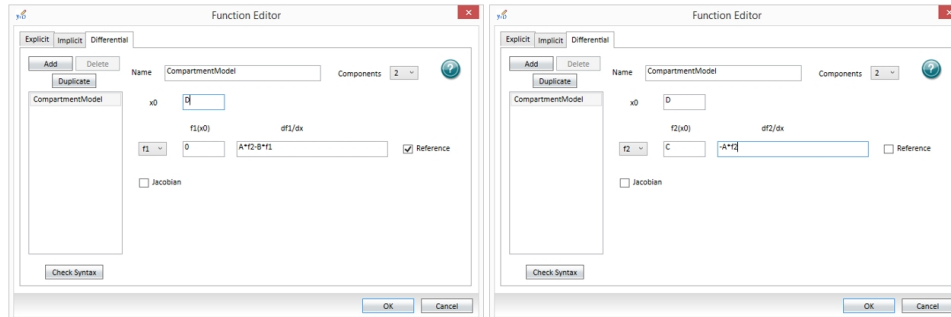 Function Editor
Explicit Implicit Differential
Add Delete
Duplicate
Name CompartmentModel Components 2
CompartmentModel
x0 D
f1(x0) df1/dx
f1 0 A*f2-B*f1 Reference
Jacobian
Check Syntax
OK Cancel
Function Editor
Explicit Implicit Differential
Add Delete
Duplicate
Name CompartmentModel Components 2
CompartmentModel
x0 D
f2(x0) df2/dx
f2 C -A*f2 Reference
Jacobian
Check Syntax
OK Cancel